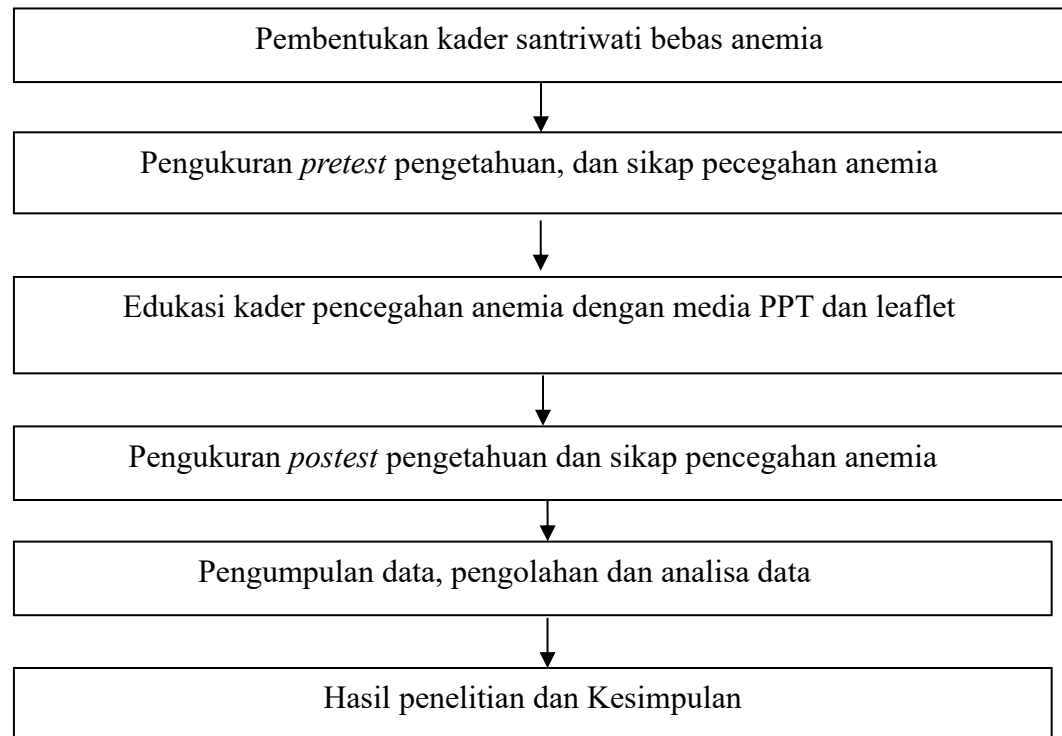 Pembentukan kader santriwati bebas anemia
Pengukuran pretest pengetahuan, dan sikap pecegahan anemia
Edukasi kader pencegahan anemia dengan media PPT dan leaflet
Pengukuran postest pengetahuan dan sikap pencegahan anemia
Pengumpulan data, pengolahan dan analisa data
Hasil penelitian dan Kesimpulan